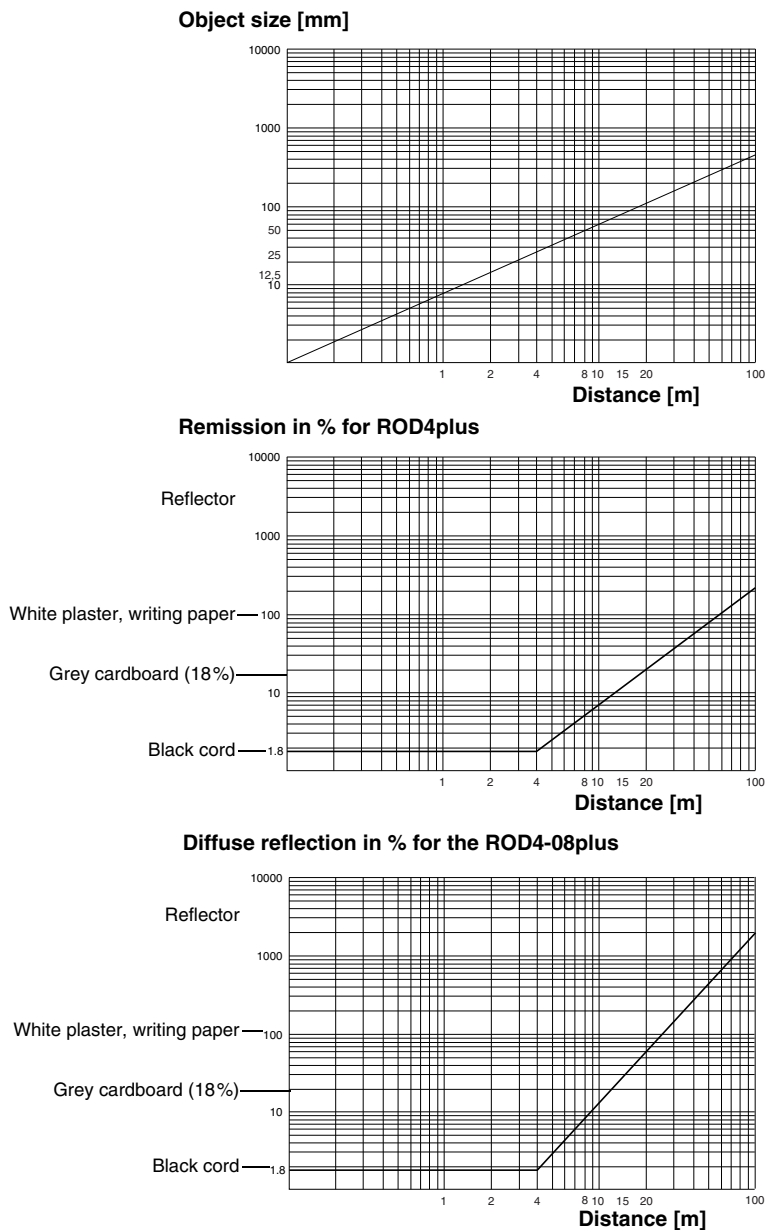 Object size [mm]
10000
1000
100
50
25
12,5
10
1 2 4 8 10 15 20 100
Distance [m]
Remission in % for ROD4plus
10000
Reflector
1000
White plaster, writing paper 100
Grey cardboard (18%)
10
Black cord 1.8
1 2 4 8 10 15 20 100
Distance [m]
Diffuse reflection in % for the ROD4-08plus
10000
Reflector
1000
White plaster, writing paper 100
Grey cardboard (18%)
10
Black cord 1.8
1 2 4 8 10 15 20 100
Distance [m]